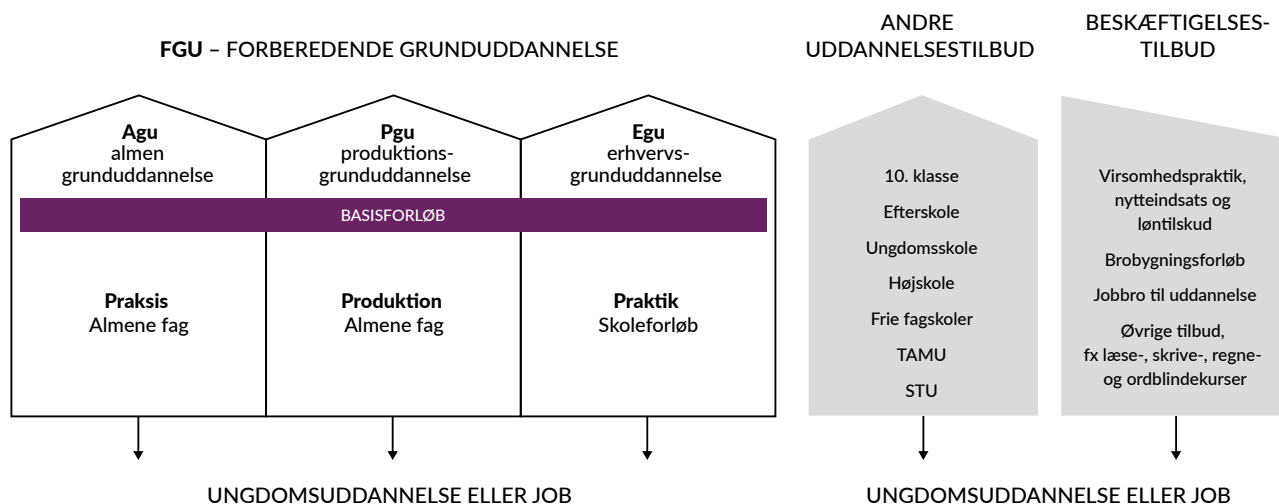 FGU – FORBEREDENDE GRUNDUDDANNELSE
Agu
almen
grunduddannelse
Pgu
produktions-
grunduddannelse
Egu
erhvervs-
grunduddannelse
BASISFORLØB
Praksis
Almene fag
Produktion
Almene fag
Praktik
Skoleforløb
UNGDOMSUDDANNELSE ELLER JOB
ANDRE
UDDANNELSESTILBUD
10. klasse
Efterskole
Ungdomsskole
Højskole
Frie fagskoler
TAMU
STU
BESKÆFTIGELSES-
TILBUD
Virsomhedspraktik,
nytteindsats og
løntilskud
Brobygningsforløb
Jobbro til uddannelse
Øvrige tilbud,
fx læse-, skrive-, regne-
og ordblindekurser
UNGDOMSUDDANNELSE ELLER JOB